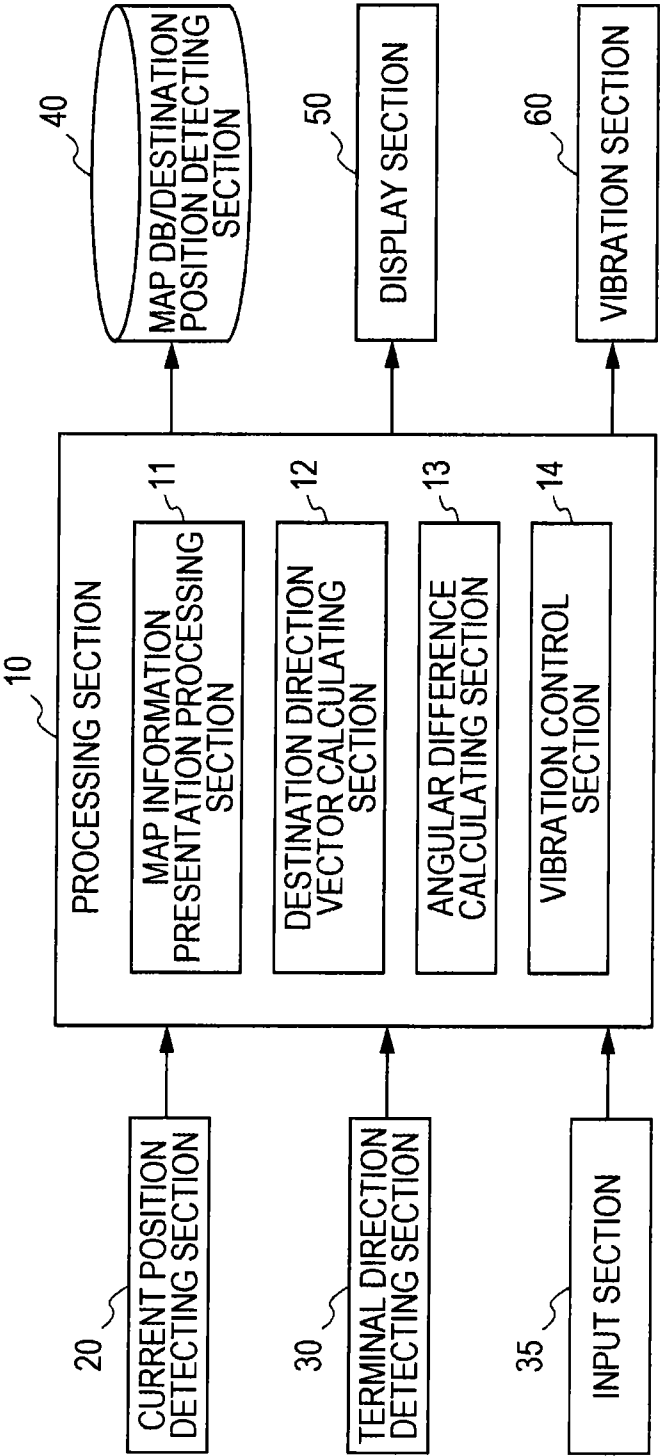 10
PROCESSING SECTION
20
CURRENT POSITION
DETECTING SECTION
30
TERMINAL DIRECTION
DETECTING SECTION
35
INPUT SECTION
11
MAP INFORMATION
PRESENTATION PROCESSING
SECTION
12
DESTINATION DIRECTION
VECTOR CALCULATING
SECTION
13
ANGULAR DIFFERENCE
CALCULATING SECTION
14
VIBRATION CONTROL
SECTION
40
MAP DB/DESTINATION
POSITION DETECTING
SECTION
50
DISPLAY SECTION
60
VIBRATION SECTION